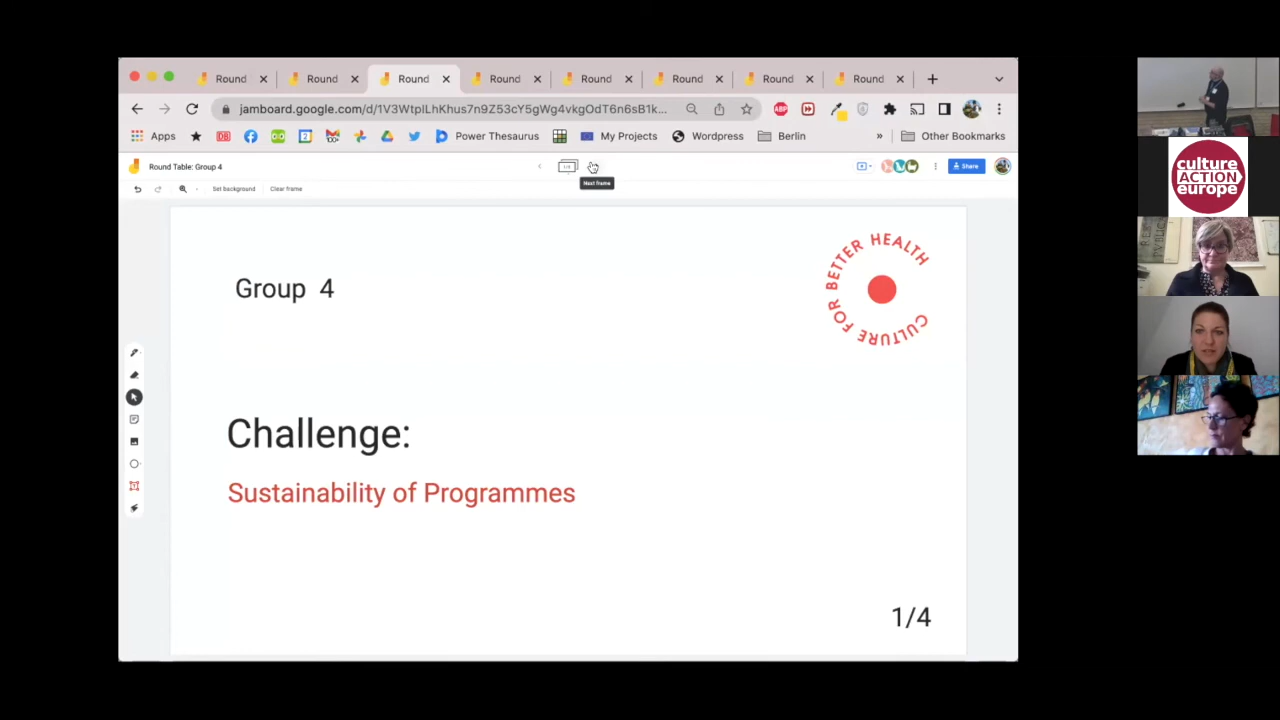 Round
Round
Round
Round
Round
Round
Round
Round
jamboard.google.com/d/1V3WtpILhKhus7n9Z53cY5gWg4vkgOdT6n6sB1k...
ABP
Apps
Power Thesaurus
My Projects
Wordpress
Berlin
»
Other Bookmarks
Round Table: Group 4
Share
Next frame
Set background
Clear frame
Group 4
CULTURE FOR BETTER HEALTH
Challenge:
Sustainability of Programmes
1/4
culture
ACTION
europe